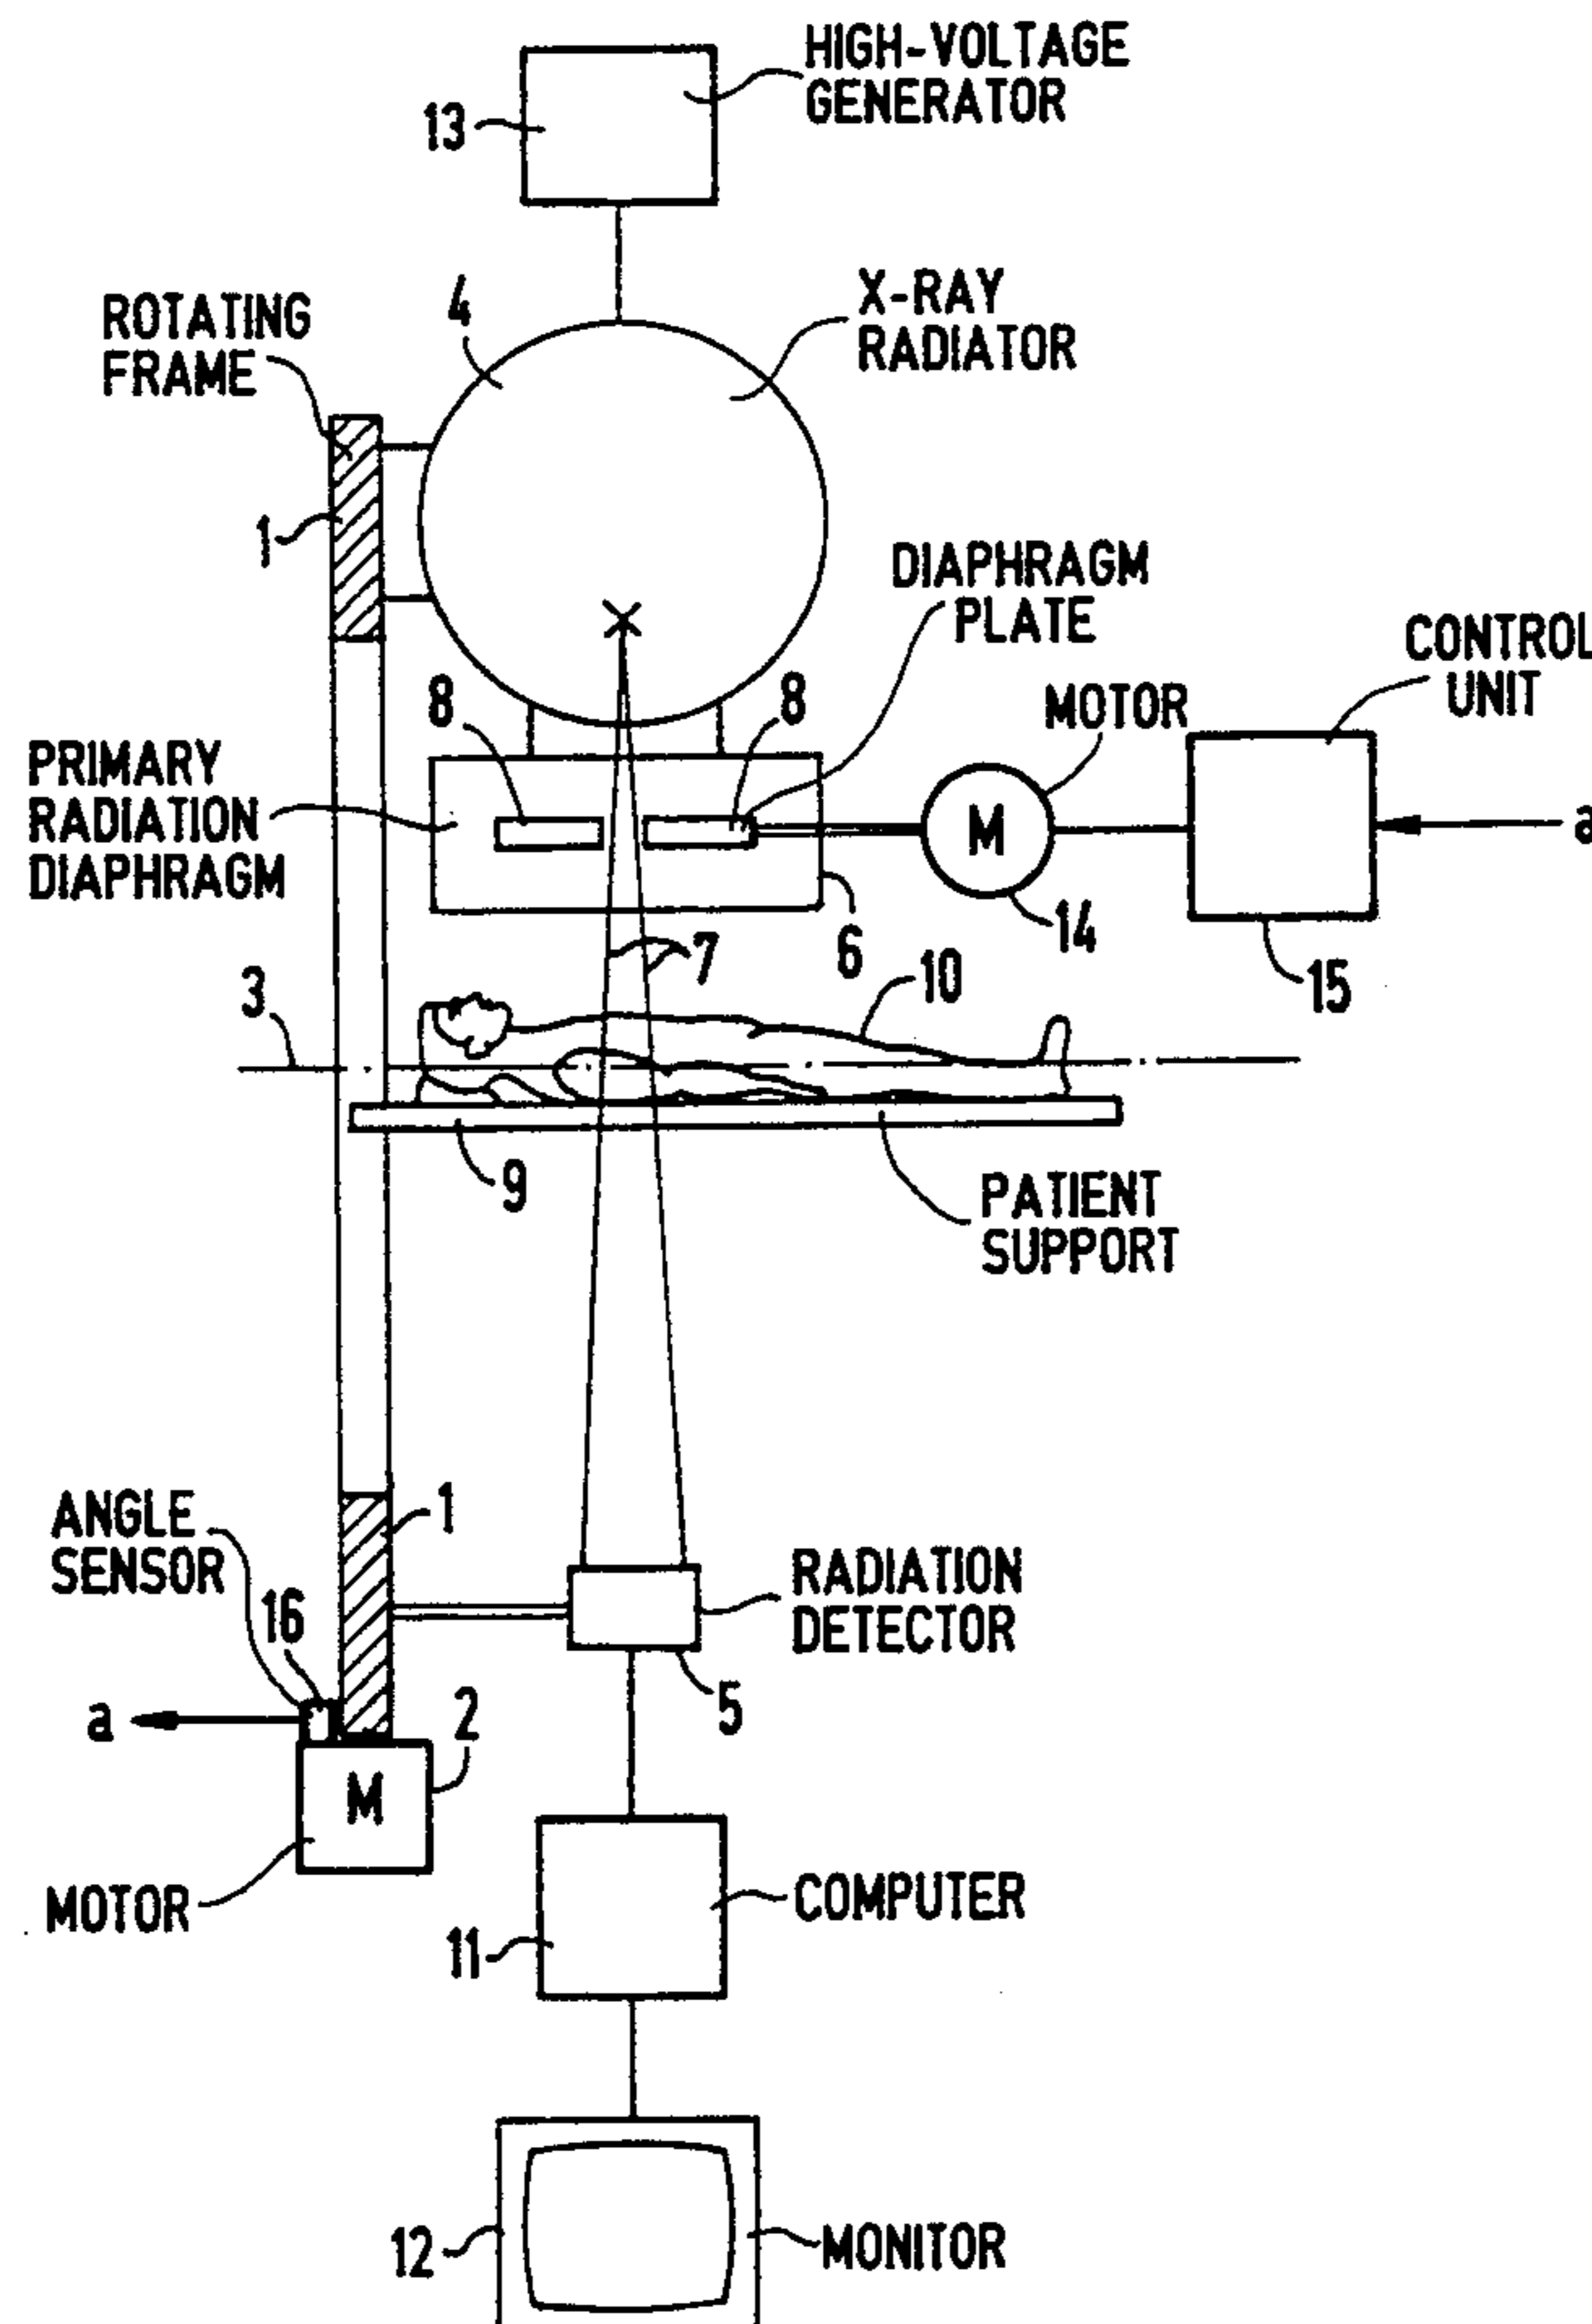 HIGH-VOLTAGE
GENERATOR
13
ROTATING
FRAME
4
X-RAY
RADIATOR
1
DIAPHRAGM
PLATE
CONTROL
UNIT
8
8
MOTOR
PRIMARY
RADIATION
DIAPHRAGM
M
a
14
7
6
15
3
10
9
PATIENT
SUPPORT
ANGLE
SENSOR
1
16
RADIATION
DETECTOR
a
2
5
M
MOTOR
COMPUTER
11
12
MONITOR